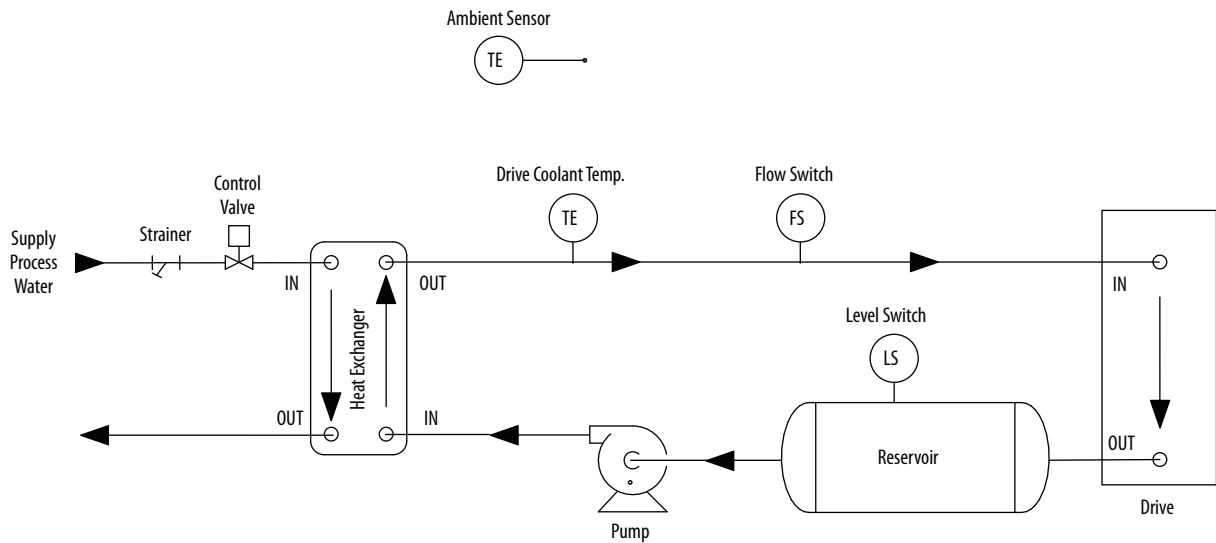 Ambient Sensor
TE
Drive Coolant Temp.
TE
Flow Switch
FS
Control
Valve
Strainer
Supply
Process
Water
IN
OUT
Heat Exchanger
OUT
IN
IN
Level Switch
LS
Reservoir
OUT
Pump
Drive